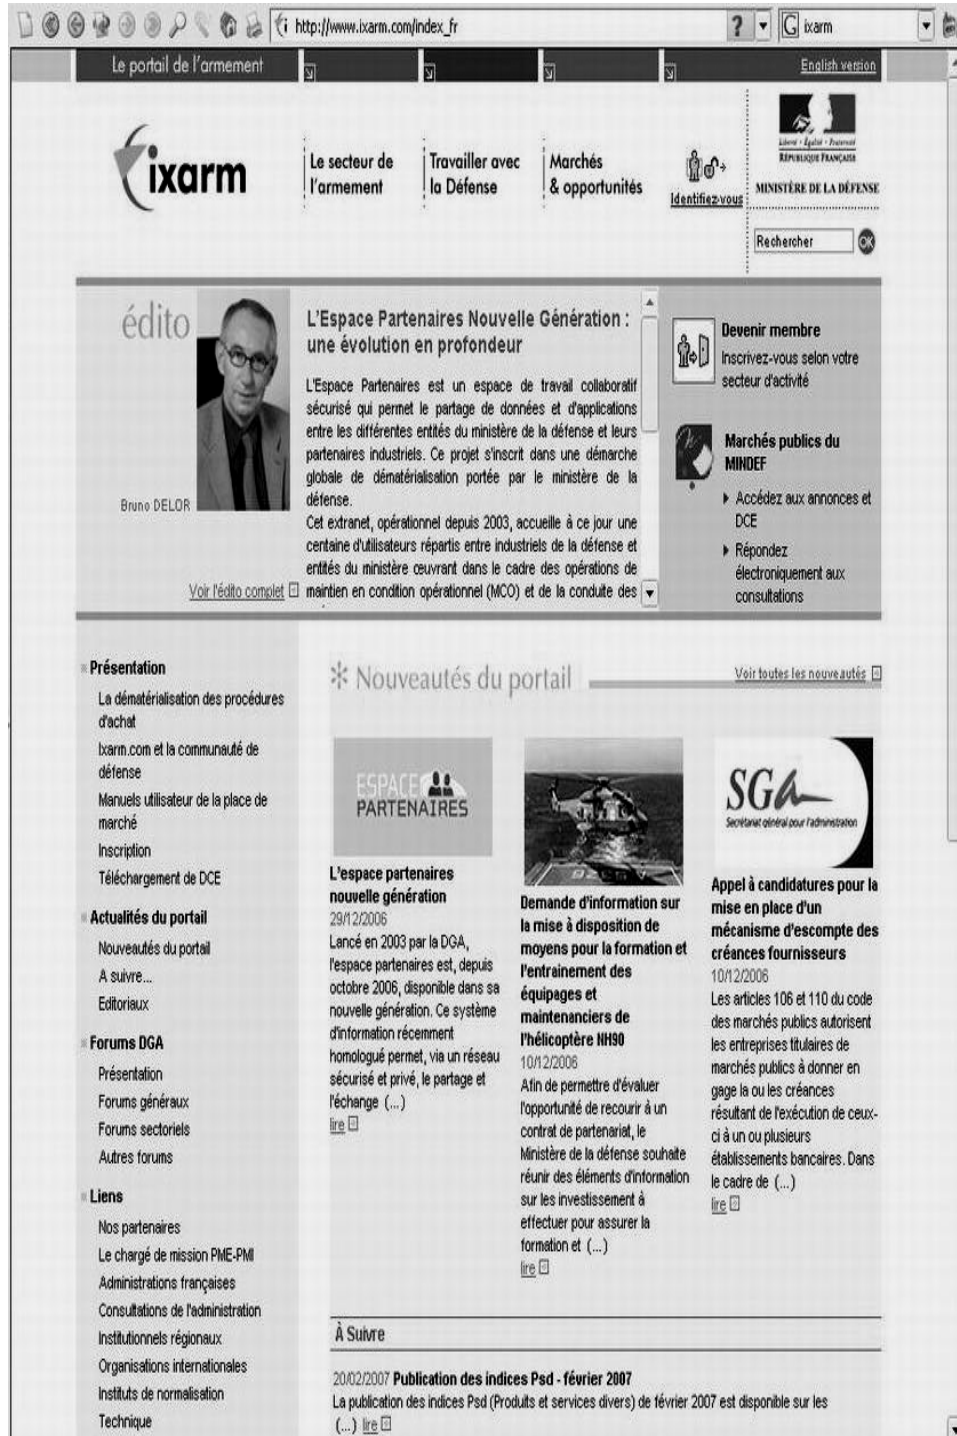 http://www.ixarm.com/index_fr
?
G ixarm
Le portail de l'armement
English version
ixarm
Le secteur de
l'armement
Travailler avec
la Défense
Marchés
& opportunités
Identifiez-vous
Liberté • Égalité • Fraternité
RÉPUBLIQUE FRANÇAISE
MINISTÈRE DE LA DÉFENSE
Rechercher
OK
édito
Bruno DELOR
Voir l'édito complet
L'Espace Partenaires Nouvelle Génération :
une évolution en profondeur
L'Espace Partenaires est un espace de travail collaboratif
sécurisé qui permet le partage de données et d'applications
entre les différentes entités du ministère de la défense et leurs
partenaires industriels. Ce projet s'inscrit dans une démarche
globale de dématérialisation portée par le ministère de la
défense.
Cet extranet, opérationnel depuis 2003, accueille à ce jour une
centaine d'utilisateurs répartis entre industriels de la défense et
entités du ministère œuvrant dans le cadre des opérations de
maintien en condition opérationnel (MCO) et de la conduite des
Devenir membre
Inscrivez-vous selon votre
secteur d'activité
Marchés publics du
MINDEF
Accédez aux annonces et
DCE
Répondez
électroniquement aux
consultations
Présentation
La dématérialisation des procédures
d'achat
Ixarm.com et la communauté de
défense
Manuels utilisateur de la place de
marché
Inscription
Téléchargement de DCE
Actualités du portail
Nouveautés du portail
A suivre...
Editoriaux
Forums DGA
Présentation
Forums généraux
Forums sectoriels
Autres forums
Liens
Nos partenaires
Le chargé de mission PME-PMI
Administrations françaises
Consultations de l'administration
Institutionnels régionaux
Organisations internationales
Instituts de normalisation
Technique
Nouveautés du portail
Voir toutes les nouveautés
ESPACE
PARTENAIRES
L'espace partenaires
nouvelle génération
29/12/2006
Lancé en 2003 par la DGA,
l'espace partenaires est, depuis
octobre 2006, disponible dans sa
nouvelle génération. Ce système
d'information récemment
homologué permet, via un réseau
sécurisé et privé, le partage et
l'échange (...)
lire
Demande d'information sur
la mise à disposition de
moyens pour la formation et
l'entrainement des
équipages et
maintenanciers de
l'hélicoptère NH90
10/12/2006
Afin de permettre d'évaluer
l'opportunité de recourir à un
contrat de partenariat, le
Ministère de la défense souhaite
réunir des éléments d'information
sur les investissement à
effectuer pour assurer la
formation et (...)
lire
SGA
Secrétariat général pour l'administration
Appel à candidatures pour la
mise en place d'un
mécanisme d'escompte des
créances fournisseurs
10/12/2006
Les articles 106 et 110 du code
des marchés publics autorisent
les entreprises titulaires de
marchés publics à donner en
gage la ou les créances
résultant de l'exécution de ceux-
ci à un ou plusieurs
établissements bancaires. Dans
le cadre de (...)
lire
À Suivre
20/02/2007 Publication des indices Psd - février 2007
La publication des indices Psd (Produits et services divers) de février 2007 est disponible sur les
(...) lire